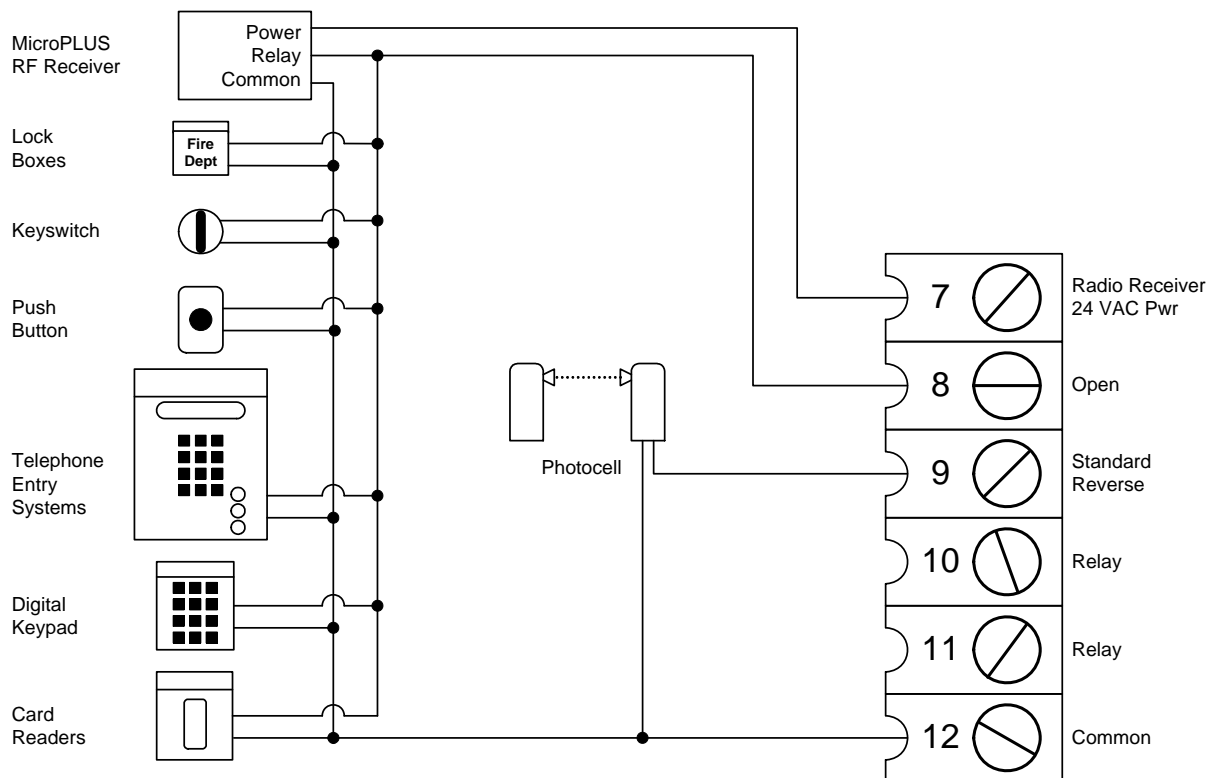 MicroPLUS
RF Receiver
Power
Relay
Common
Lock
Boxes
Fire
Dept
Keyswitch
Push
Button
Telephone
Entry
Systems
Digital
Keypad
Card
Readers
Photocell
7
Radio Receiver
24 VAC Pwr
8
Open
9
Standard
Reverse
10
Relay
11
Relay
12
Common